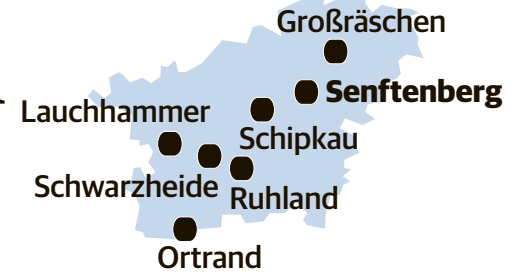 Großräschen
Senftenberg
Lauchhammer
Schipkau
Schwarzheide
Ruhland
Ortrand